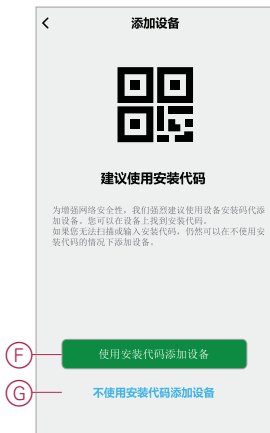 添加设备
建议使用安装代码
为增强网络安全性，我们强烈建议使用设备安装码代添
加设备。您可以在设备上找到安装代码。
如果您无法扫描或输入安装代码，仍然可以在不使用安
装代码的情况下添加设备。
F 使用安装代码添加设备
G 不使用安装代码添加设备